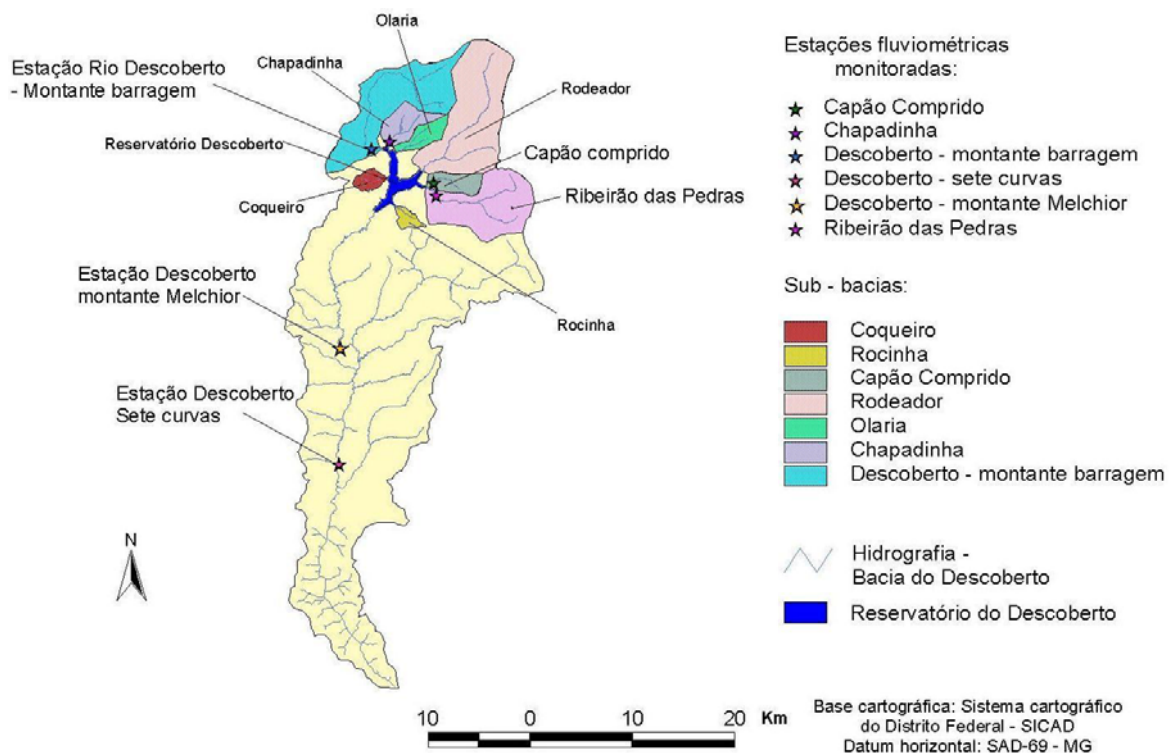 Olaria
Chapadinha
Estação Rio Descoberto
- Montante barragem
Rodeador
Reservatório Descoberto
Capão comprido
Coqueiro
Ribeirão das Pedras
Estação Descoberto
montante Melchior
Rocinha
Estação Descoberto
Sete curvas
N
Estações fluviométricas
monitoradas:
Capão Comprido
Chapadinha
Descoberto - montante barragem
Descoberto - sete curvas
Descoberto - montante Melchior
Ribeirão das Pedras
Sub - bacias:
Coqueiro
Rocinha
Capão Comprido
Rodeador
Olaria
Chapadinha
Descoberto - montante barragem
Hidrografia -
Bacia do Descoberto
Reservatório do Descoberto
10 0 10 20 Km
Base cartográfica: Sistema cartográfico
do Distrito Federal - SICAD
Datum horizontal: SAD-69 - MG